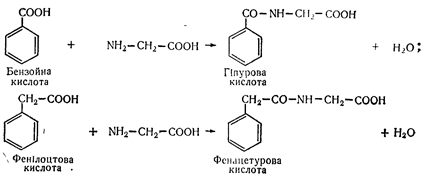 COOH
CO–NH–CH₂–COOH
+ NH₂–CH₂–COOH → + H₂O;
Бензойна кислота
Гіпурова кислота
CH₂–COOH
CH₂–CO–NH–CH₂–COOH
+ NH₂–CH₂–COOH → + H₂O
Фенілоцтова кислота
Фенацетурова кислота